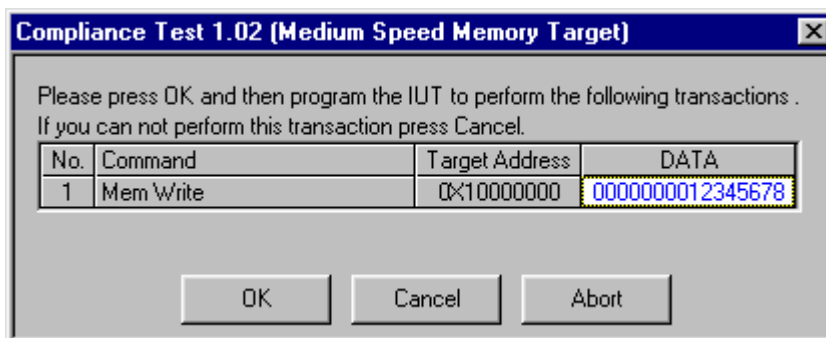 Compliance Test 1.02 (Medium Speed Memory Target)
Please press OK and then program the IUT to perform the following transactions .
If you can not perform this transaction press Cancel.
No. Command Target Address DATA
1 Mem Write 0X10000000 0000000012345678
OK Cancel Abort